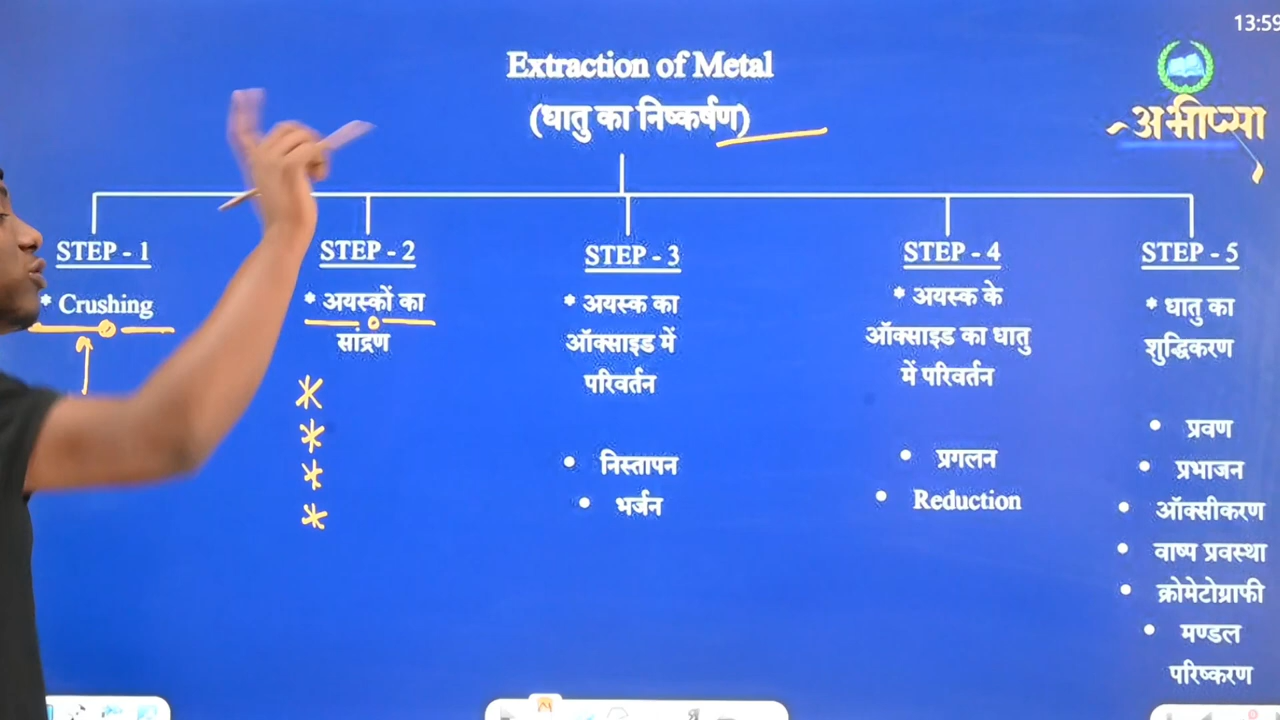 13:59
Extraction of Metal
(धातु का निष्कर्षण)
अभीप्सा
STEP - 1
* Crushing
STEP - 2
* अयस्कों का
सांद्रण
STEP - 3
* अयस्क का
ऑक्साइड में
परिवर्तन
• निस्तापन
• भर्जन
STEP - 4
* अयस्क के
ऑक्साइड का धातु
में परिवर्तन
• प्रगलन
• Reduction
STEP - 5
* धातु का
शुद्धिकरण
• प्रवण
• प्रभाजन
• ऑक्सीकरण
• वाष्प प्रवस्था
• क्रोमेटोग्राफी
• मण्डल
परिष्करण